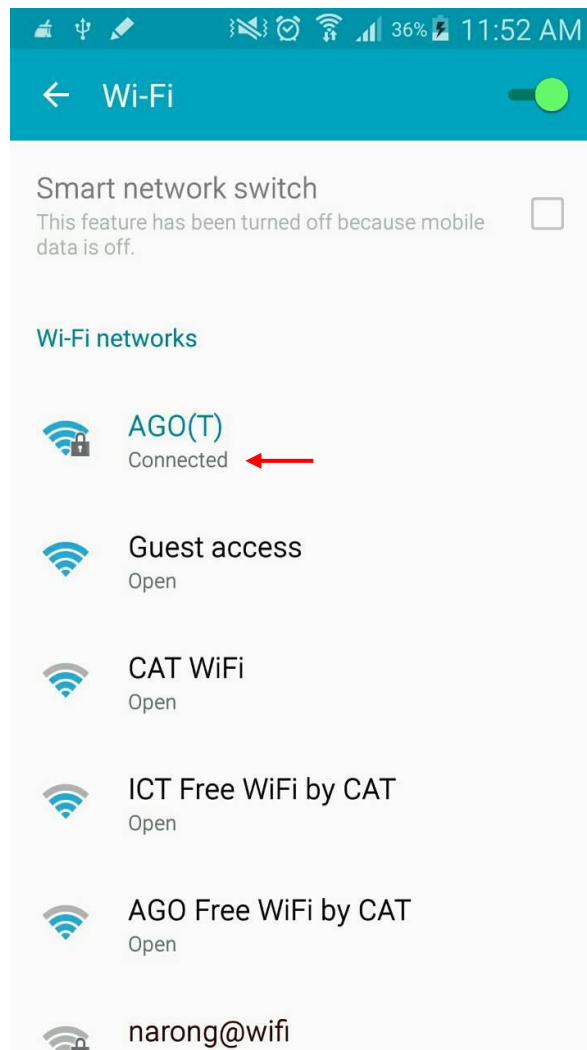 36% 11:52 AM
Wi-Fi
Smart network switch
This feature has been turned off because mobile
data is off.
Wi-Fi networks
AGO(T)
Connected
Guest access
Open
CAT WiFi
Open
ICT Free WiFi by CAT
Open
AGO Free WiFi by CAT
Open
narong@wifi